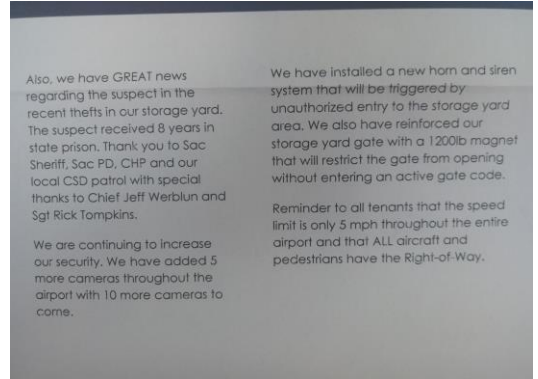 Also, we have GREAT news
regarding the suspect in the
recent thefts in our storage yard.
The suspect received 8 years in
state prison. Thank you to Sac
Sheriff, Sac PD, CHP and our
local CSD patrol with special
thanks to Chief Jeff Werblun and
Sgt Rick Tompkins.
We are continuing to increase
our security. We have added 5
more cameras throughout the
airport with 10 more cameras to
come.
We have installed a new horn and siren
system that will be triggered by
unauthorized entry to the storage yard
area. We also have reinforced our
storage yard gate with a 1200lb magnet
that will restrict the gate from opening
without entering an active gate code.
Reminder to all tenants that the speed
limit is only 5 mph throughout the entire
airport and that ALL aircraft and
pedestrians have the Right-of-Way.